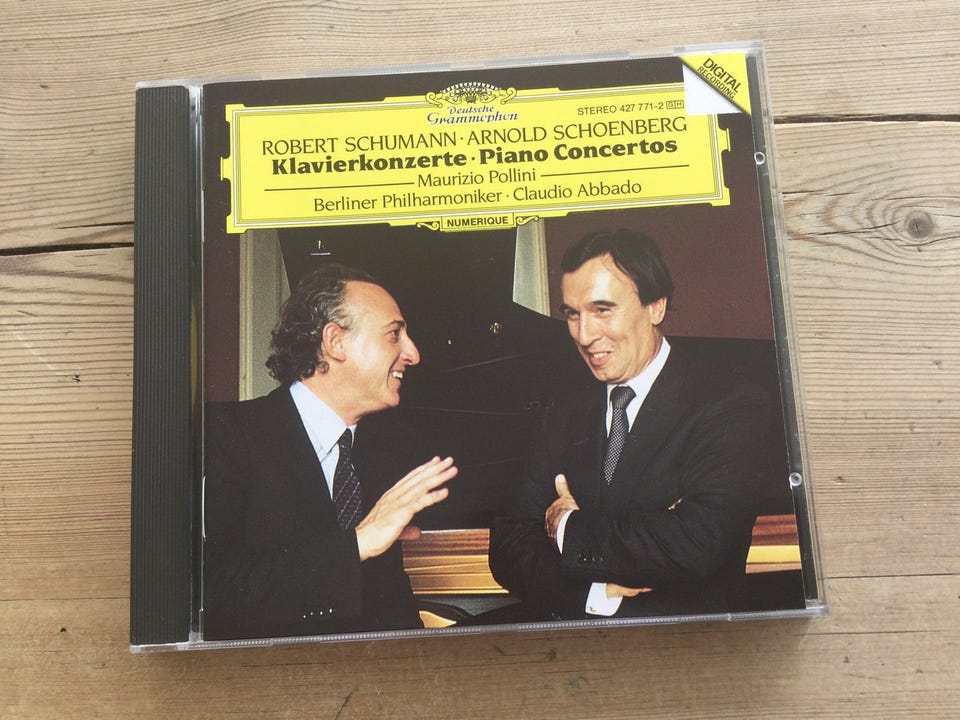 DIGITAL
RECORDING
Deutsche
Grammophon
STEREO 427 771-2 GH
ROBERT SCHUMANN · ARNOLD SCHOENBERG
Klavierkonzerte · Piano Concertos
Maurizio Pollini
Berliner Philharmoniker · Claudio Abbado
NUMERIQUE